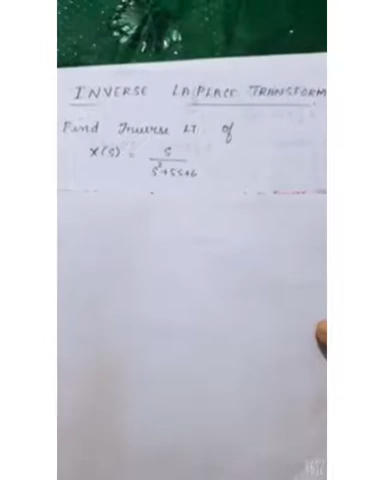 INVERSE LAPLACE TRANSFORM
Find Inverse LT of
X(S) = S / S²+5S+6